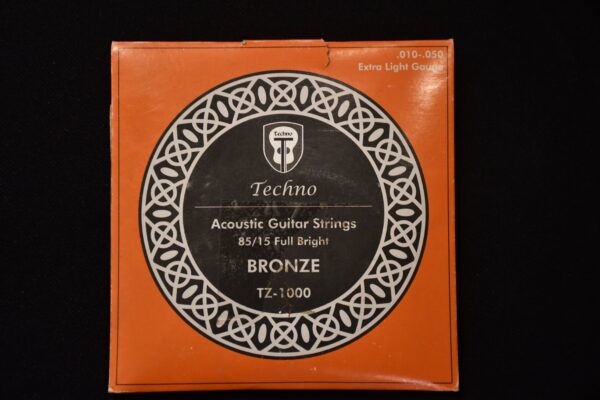 .010-.050
Extra Light Gauge
Techno
Techno
Acoustic Guitar Strings
85/15 Full Bright
BRONZE
TZ-1000